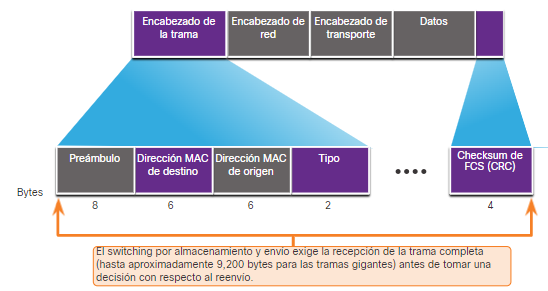 Encabezado de
la trama
Encabezado de
red
Encabezado de
transporte
Datos
Preámbulo
Dirección MAC
de destino
Dirección MAC
de origen
Tipo
Checksum de
FCS (CRC)
Bytes
8
6
6
2
4
El switching por almacenamiento y envío exige la recepción de la trama completa
(hasta aproximadamente 9,200 bytes para las tramas gigantes) antes de tomar una
decisión con respecto al reenvío.